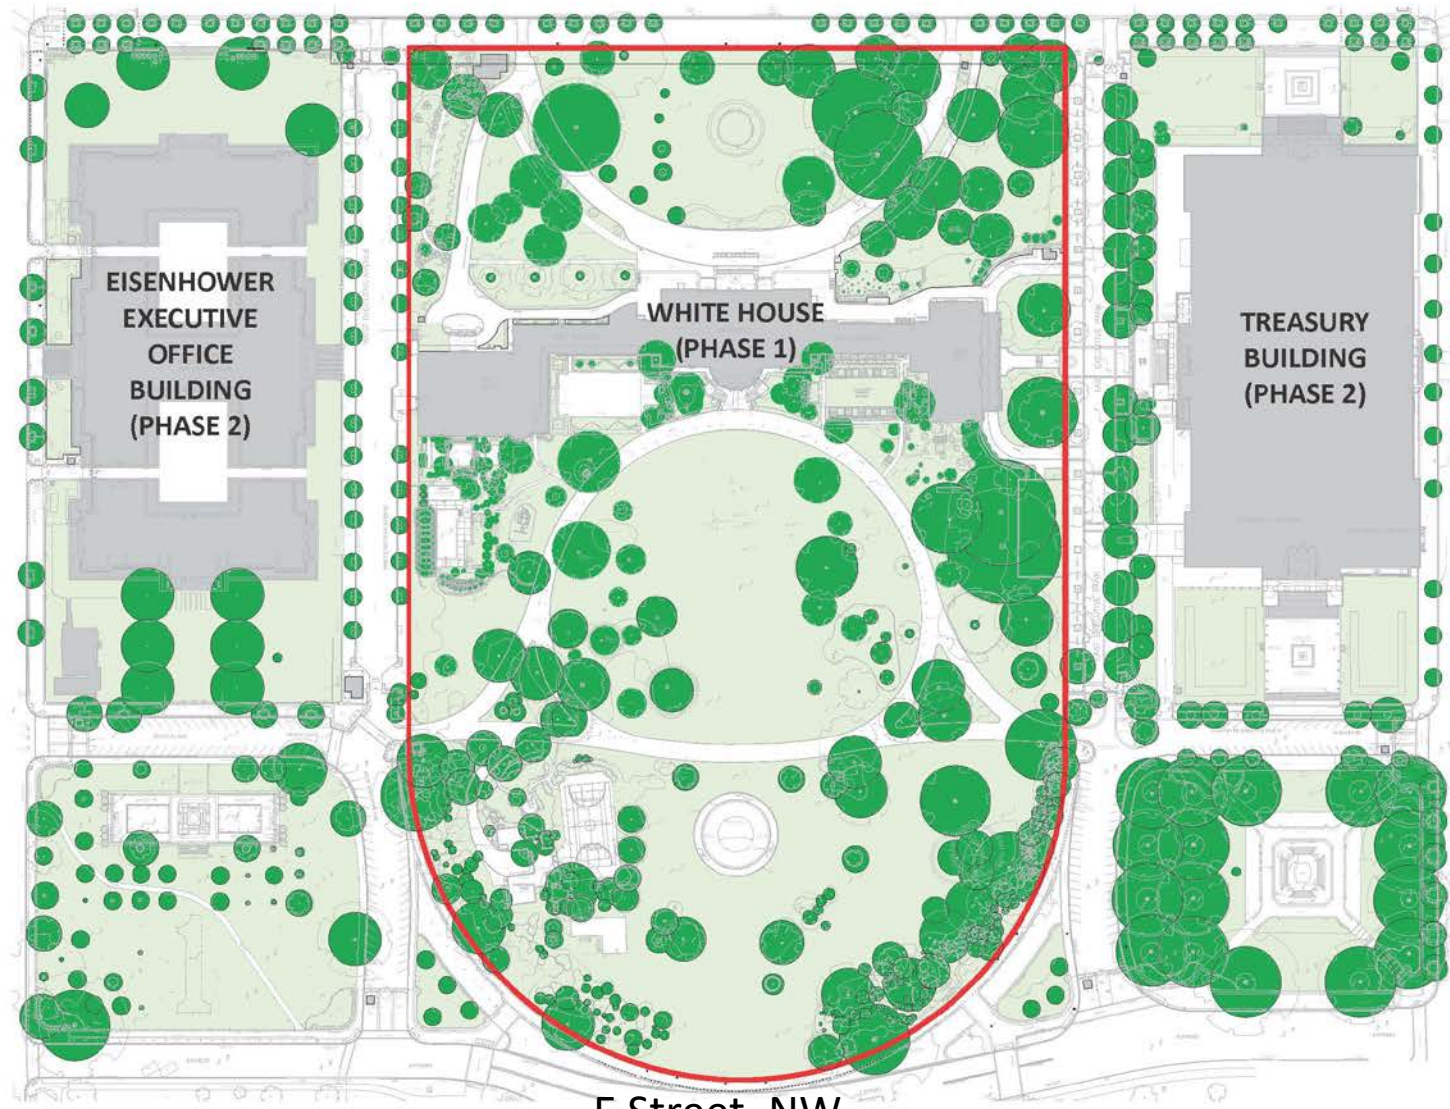 EISENHOWER
EXECUTIVE
OFFICE
BUILDING
(PHASE 2)
WHITE HOUSE
(PHASE 1)
TREASURY
BUILDING
(PHASE 2)
E Street, NW